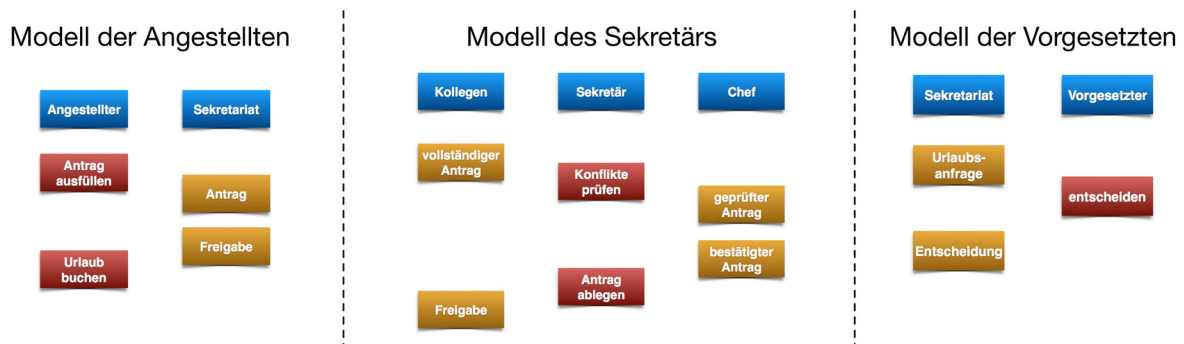 Modell der Angestellten
Angestellter
Sekretariat
Antrag
ausfüllen
Antrag
Freigabe
Urlaub
buchen
Modell des Sekretärs
Kollegen
Sekretär
Chef
vollständiger
Antrag
Konflikte
prüfen
geprüfter
Antrag
bestätigter
Antrag
Antrag
ablegen
Freigabe
Modell der Vorgesetzten
Sekretariat
Vorgesetzter
Urlaubs-
anfrage
entscheiden
Entscheidung